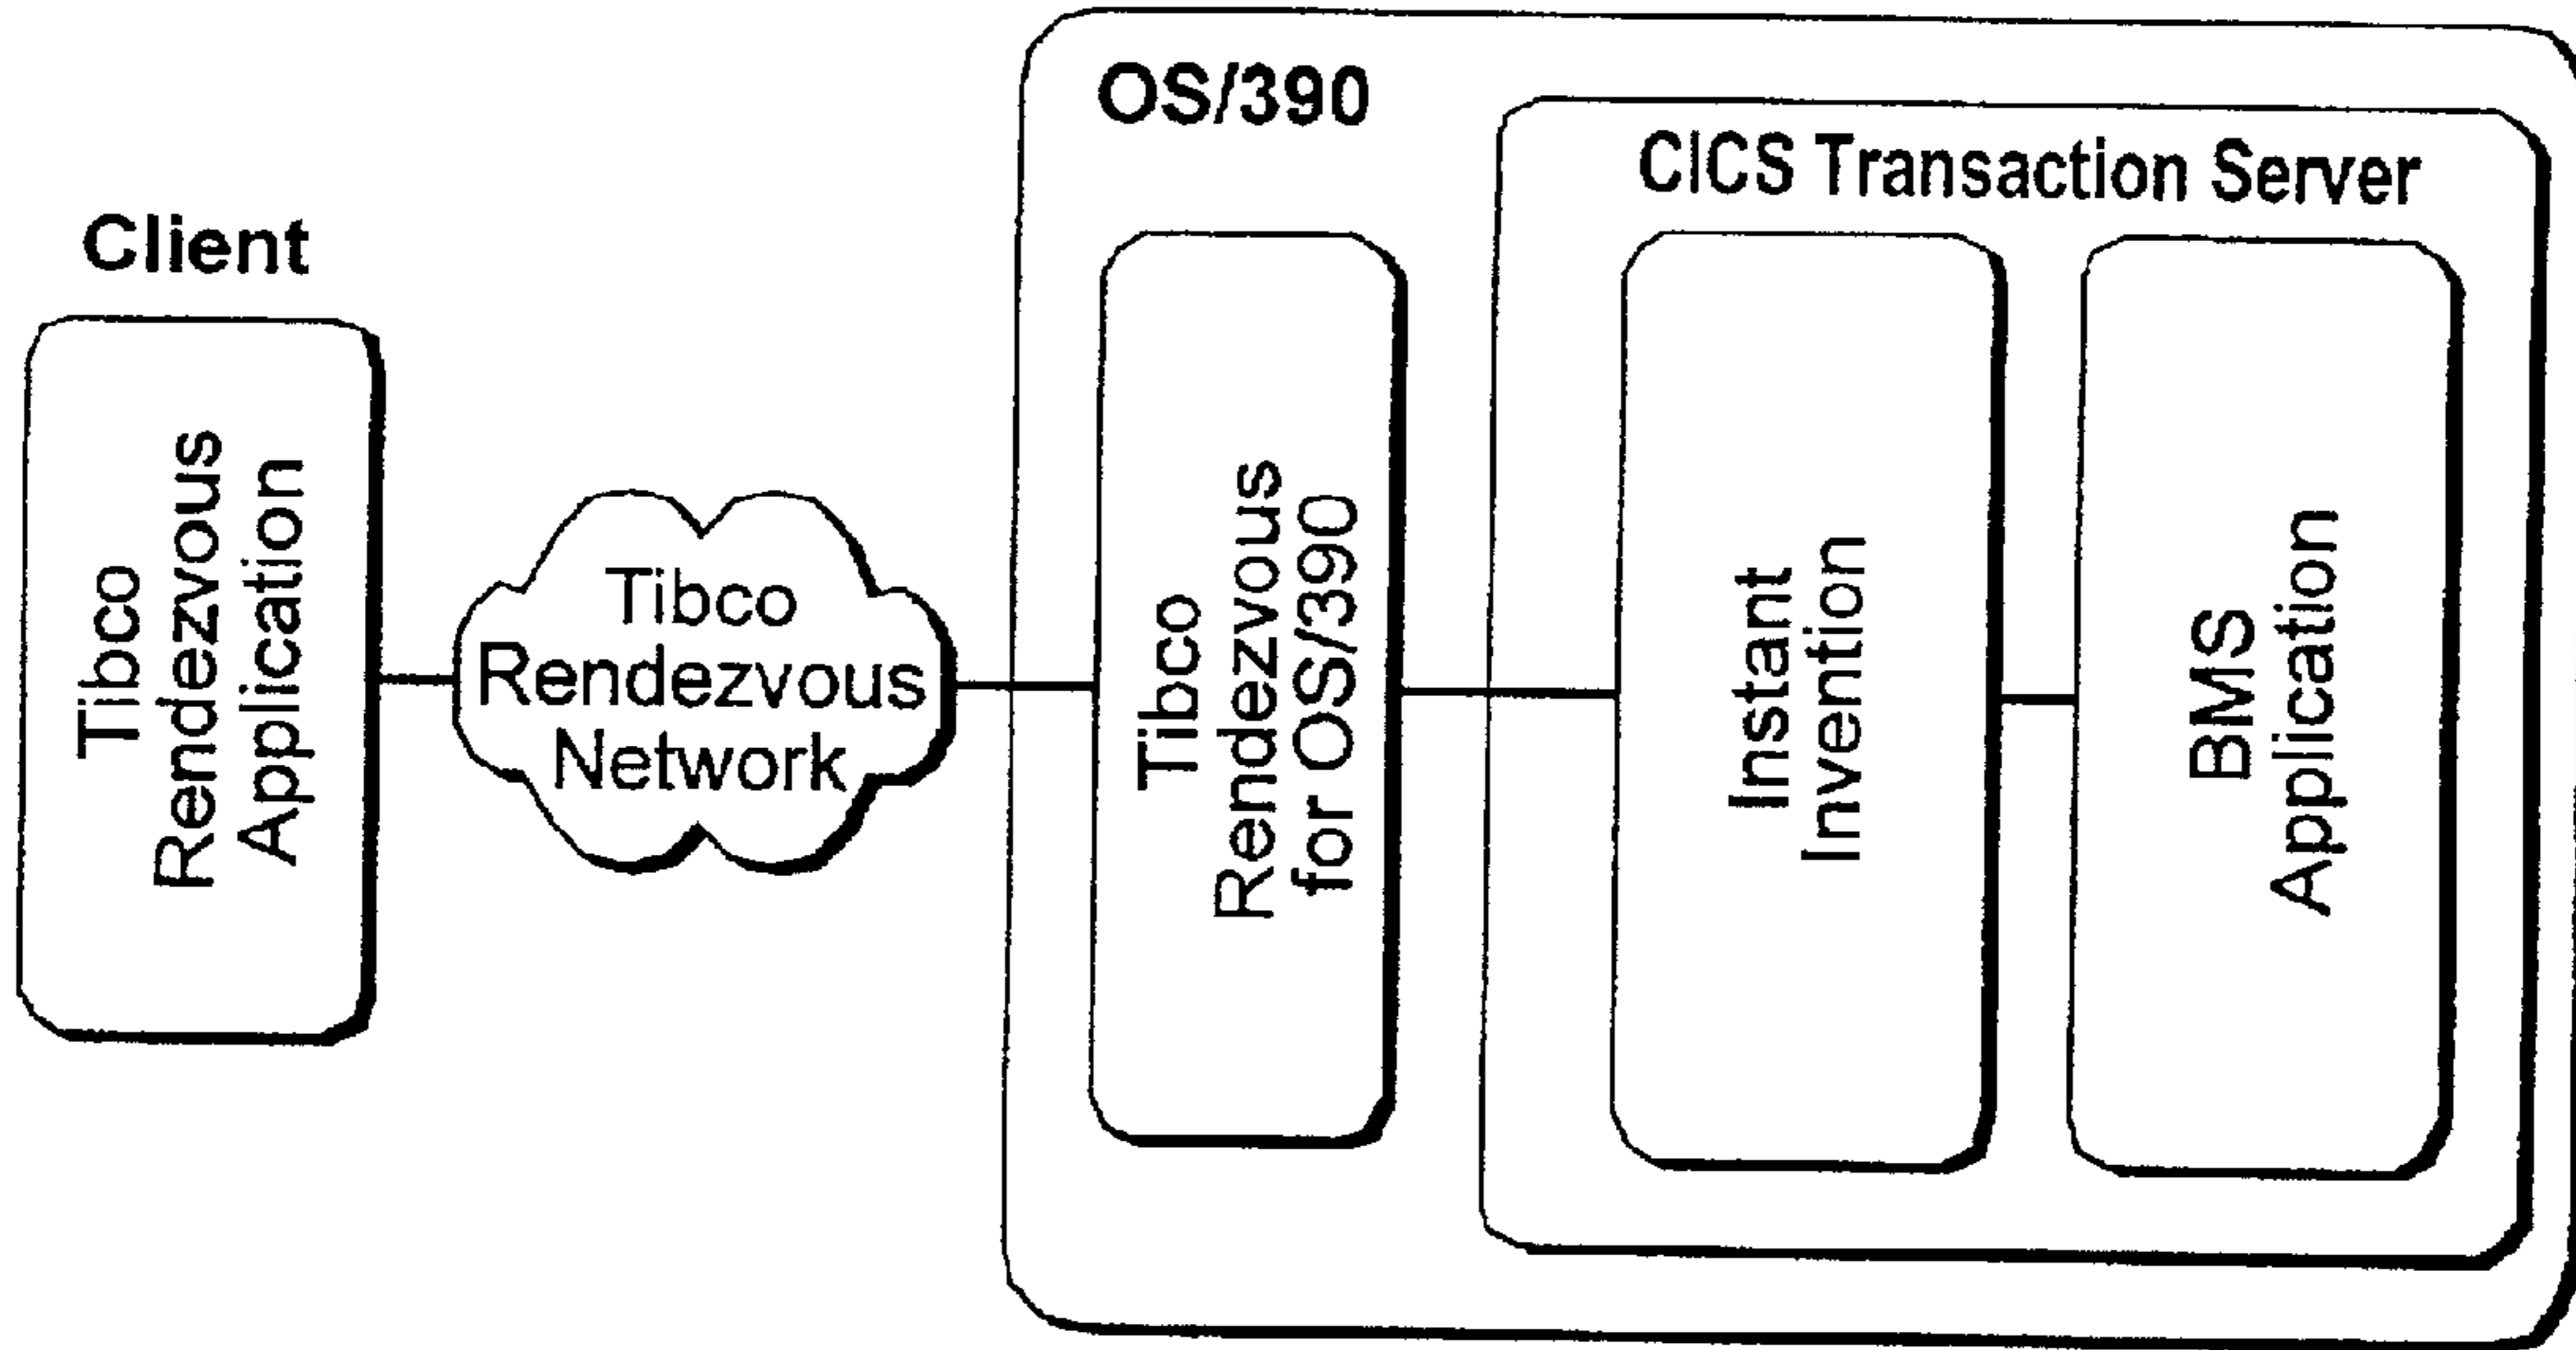 Client
Tibco
Rendezvous
Application
Tibco
Rendezvous
Network
OS/390
Tibco
Rendezvous
for OS/390
CICS Transaction Server
Instant
Invention
BMS
Application